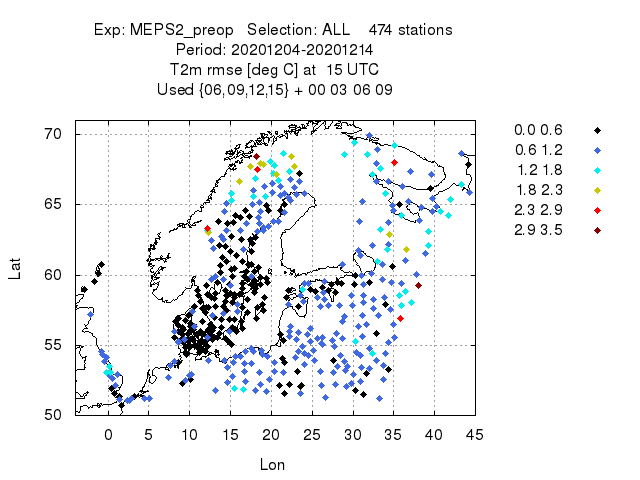 Exp: MEPS2_preop Selection: ALL 474 stations
Period: 20201204-20201214
T2m rmse [deg C] at 15 UTC
Used {06,09,12,15} + 00 03 06 09
70
65
60
55
50
Lat
0 5 10 15 20 25 30 35 40 45
Lon
0.0 0.6
0.6 1.2
1.2 1.8
1.8 2.3
2.3 2.9
2.9 3.5